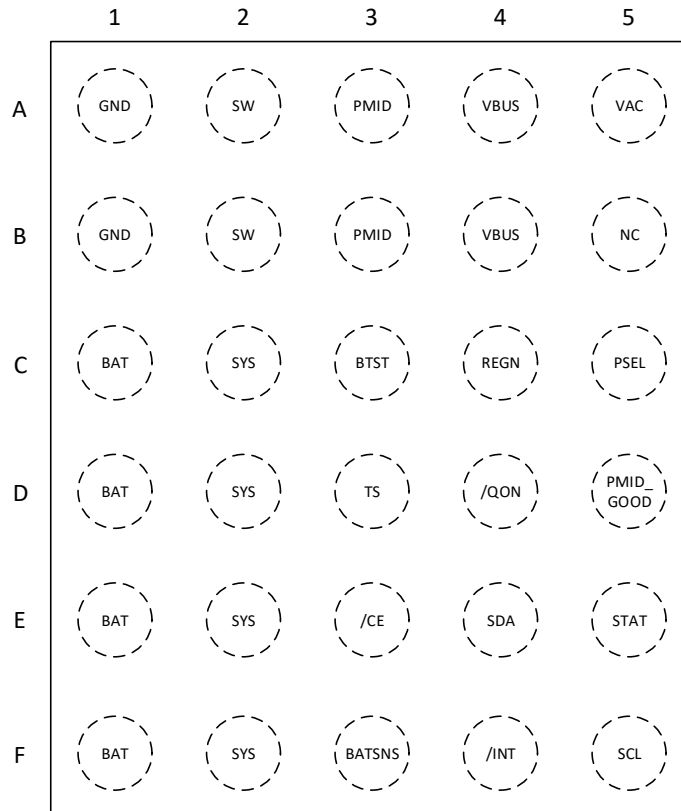 1 2 3 4 5
A GND SW PMID VBUS VAC
B GND SW PMID VBUS NC
C BAT SYS BTST REGN PSEL
D BAT SYS TS /QON PMID_
GOOD
E BAT SYS /CE SDA STAT
F BAT SYS BATSNS /INT SCL